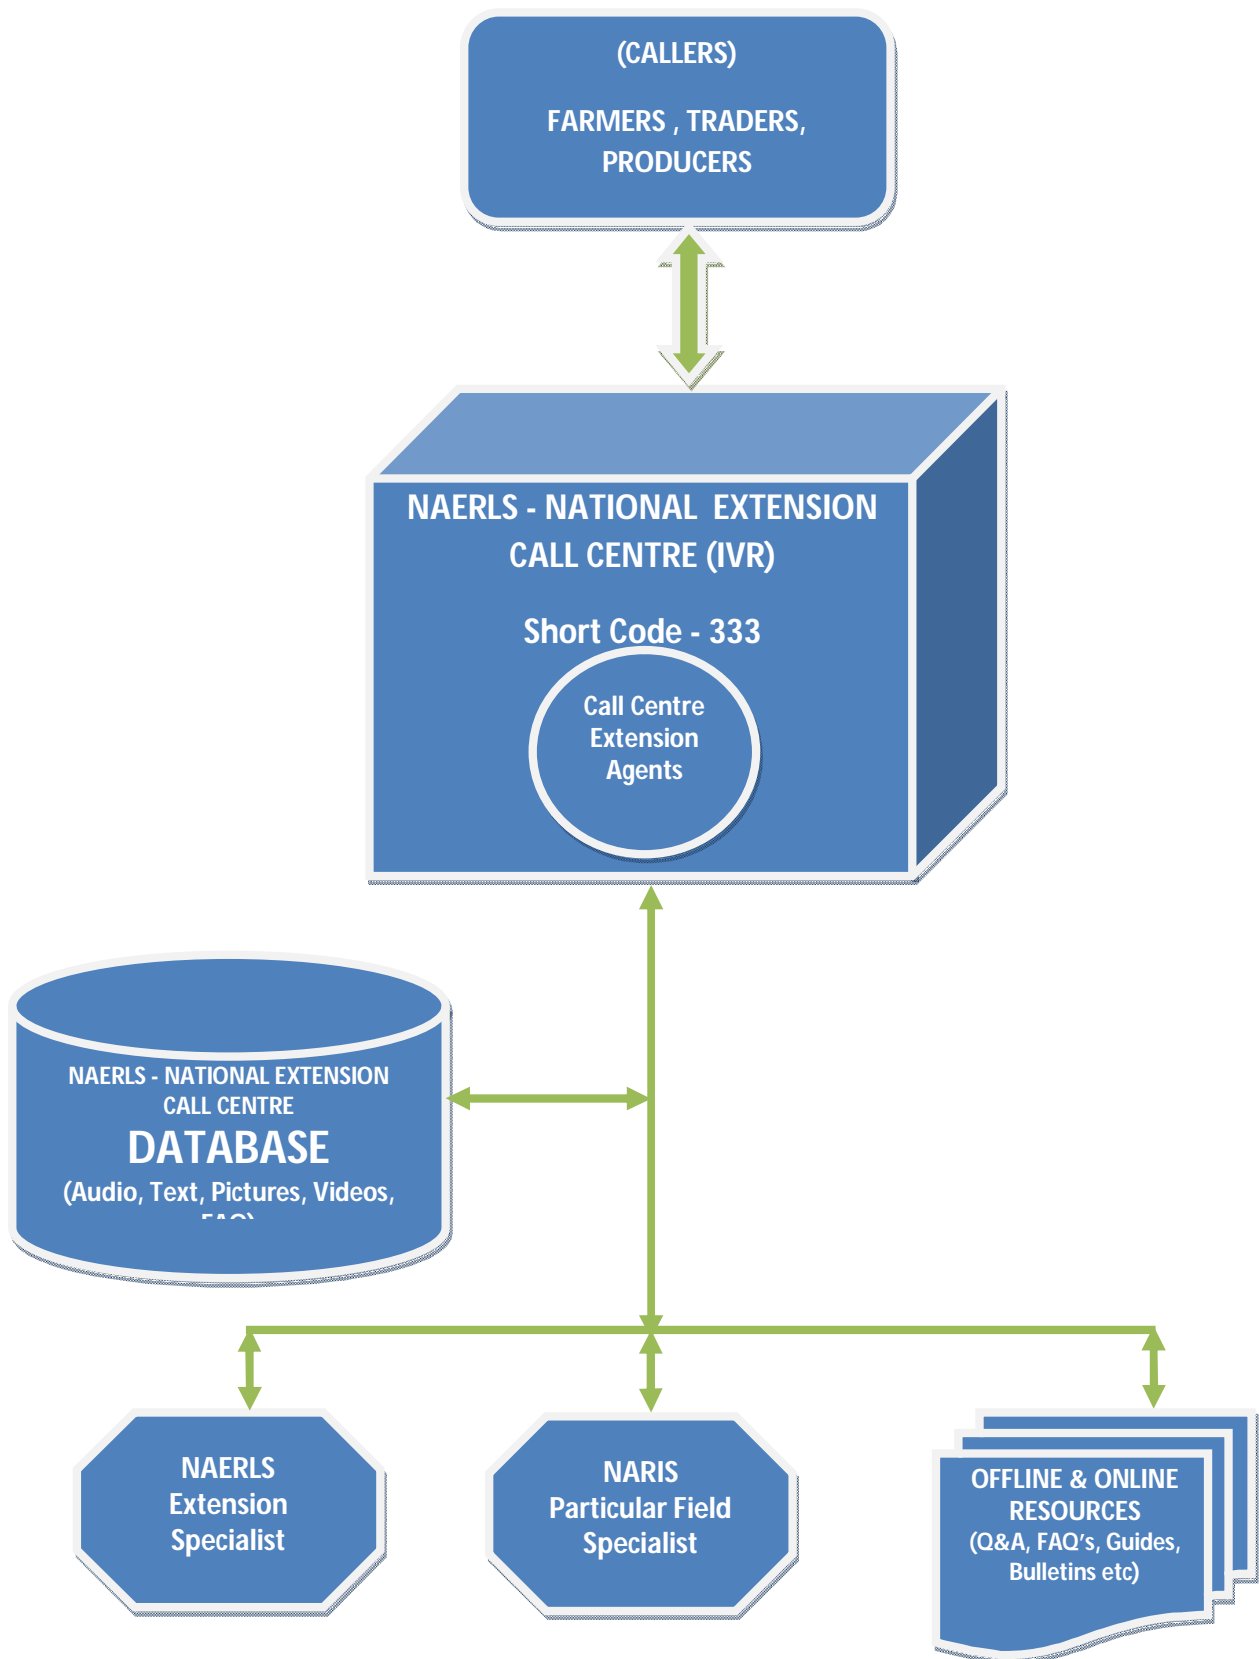 (CALLERS)
FARMERS , TRADERS,
PRODUCERS
NAERLS - NATIONAL EXTENSION
CALL CENTRE (IVR)
Short Code - 333
Call Centre
Extension
Agents
NAERLS - NATIONAL EXTENSION
CALL CENTRE
DATABASE
(Audio, Text, Pictures, Videos,
FAQ)
NAERLS
Extension
Specialist
NARIS
Particular Field
Specialist
OFFLINE & ONLINE
RESOURCES
(Q&A, FAQ's, Guides,
Bulletins etc)